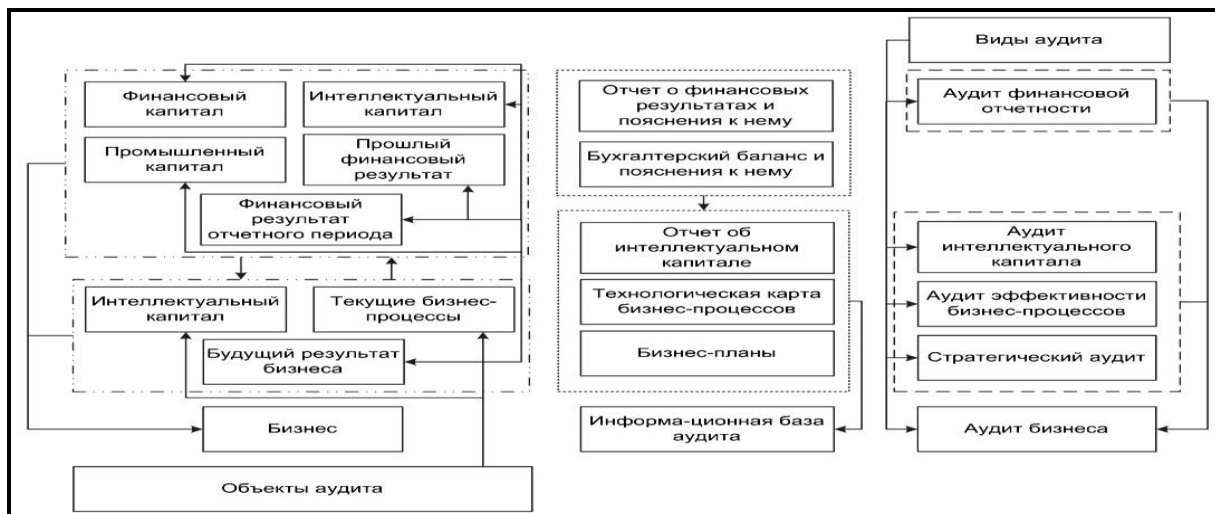 Финансовый
капитал
Интеллектуальный
капитал
Промышленный
капитал
Прошлый
финансовый
результат
Финансовый
результат
отчетного периода
Интеллектуальный
капитал
Текущие бизнес-
процессы
Будущий результат
бизнеса
Бизнес
Объекты аудита
Отчет о финансовых
результатах и
пояснения к нему
Бухгалтерский баланс и
пояснения к нему
Отчет об
интеллектуальном
капитале
Технологическая карта
бизнес-процессов
Бизнес-планы
Информа-ционная база
аудита
Виды аудита
Аудит финансовой
отчетности
Аудит
интеллектуального
капитала
Аудит эффективности
бизнес-процессов
Стратегический аудит
Аудит бизнеса